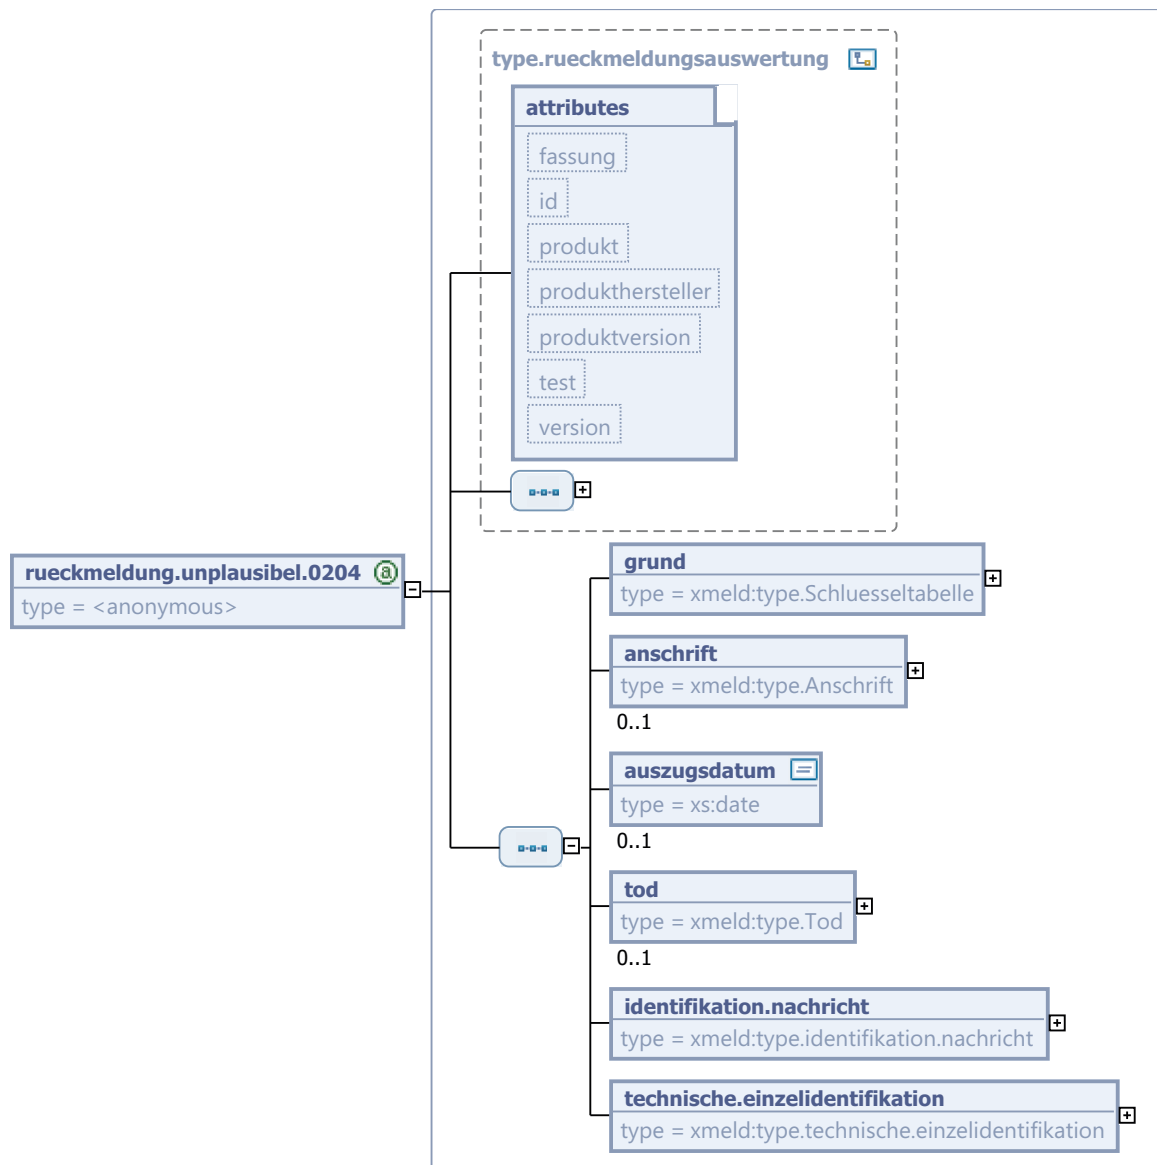 type.rueckmeldungsauswertung
attributes
fassung
id
produkt
produkthersteller
produktversion
test
version
rueckmeldung.unplausibel.0204
type = <anonymous>
grund
type = xmeld:type.Schluesseltabelle
anschrift
type = xmeld:type.Anschrift
0..1
auszugsdatum
type = xs:date
0..1
tod
type = xmeld:type.Tod
0..1
identifikation.nachricht
type = xmeld:type.identifikation.nachricht
technische.einzelidentifikation
type = xmeld:type.technische.einzelidentifikation